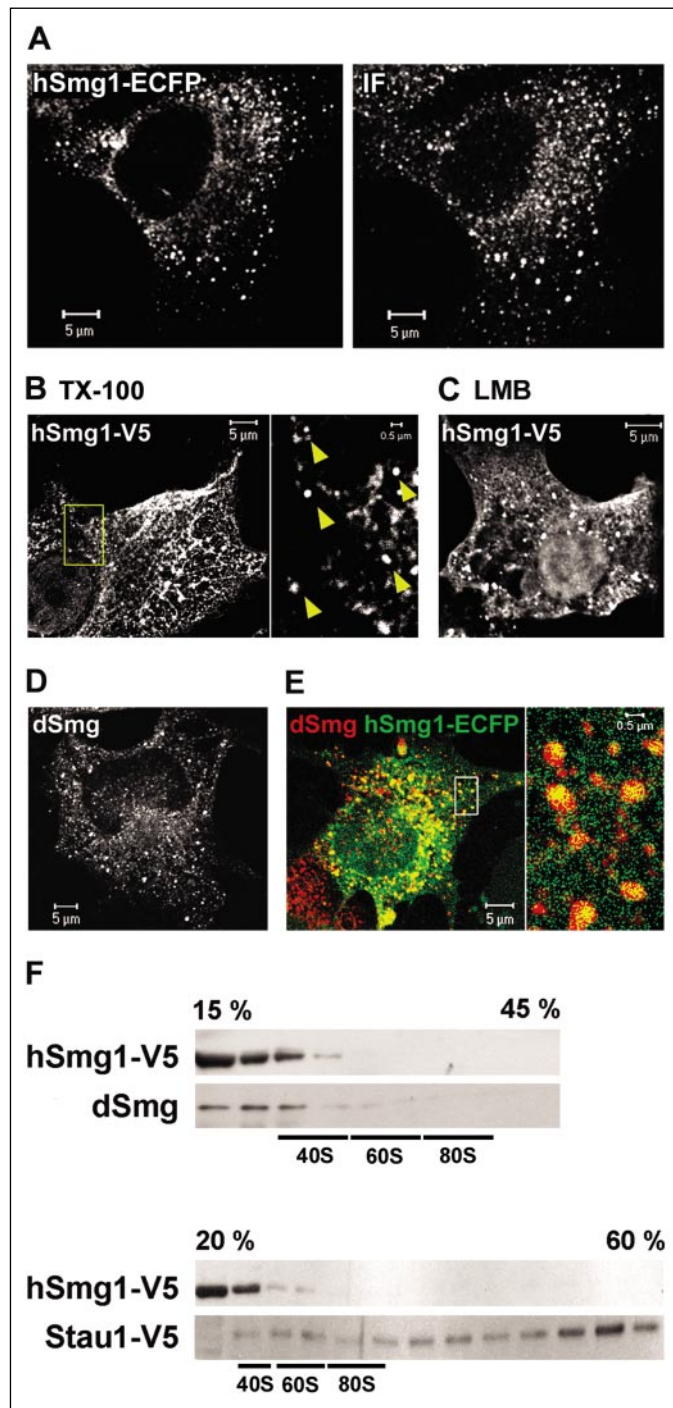 A
hSmg1-ECFP
IF
5 µm
5 µm
B TX-100
C LMB
hSmg1-V5
5 µm
0.5 µm
hSmg1-V5
5 µm
D
E
dSmg
dSmg hSmg1-ECFP
0.5 µm
5 µm
5 µm
F
15 % 45 %
hSmg1-V5
dSmg
40S 60S 80S
20 % 60 %
hSmg1-V5
Stau1-V5
40S 60S 80S